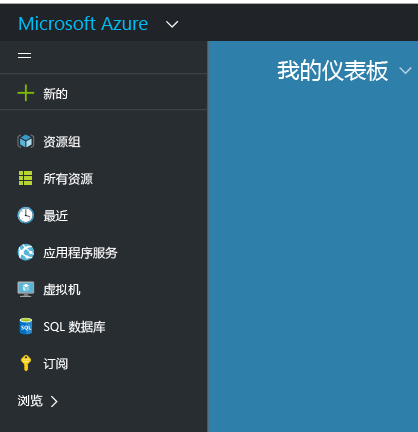 Microsoft Azure
我的仪表板
新的
资源组
所有资源
最近
应用程序服务
虚拟机
SQL 数据库
订阅
浏览